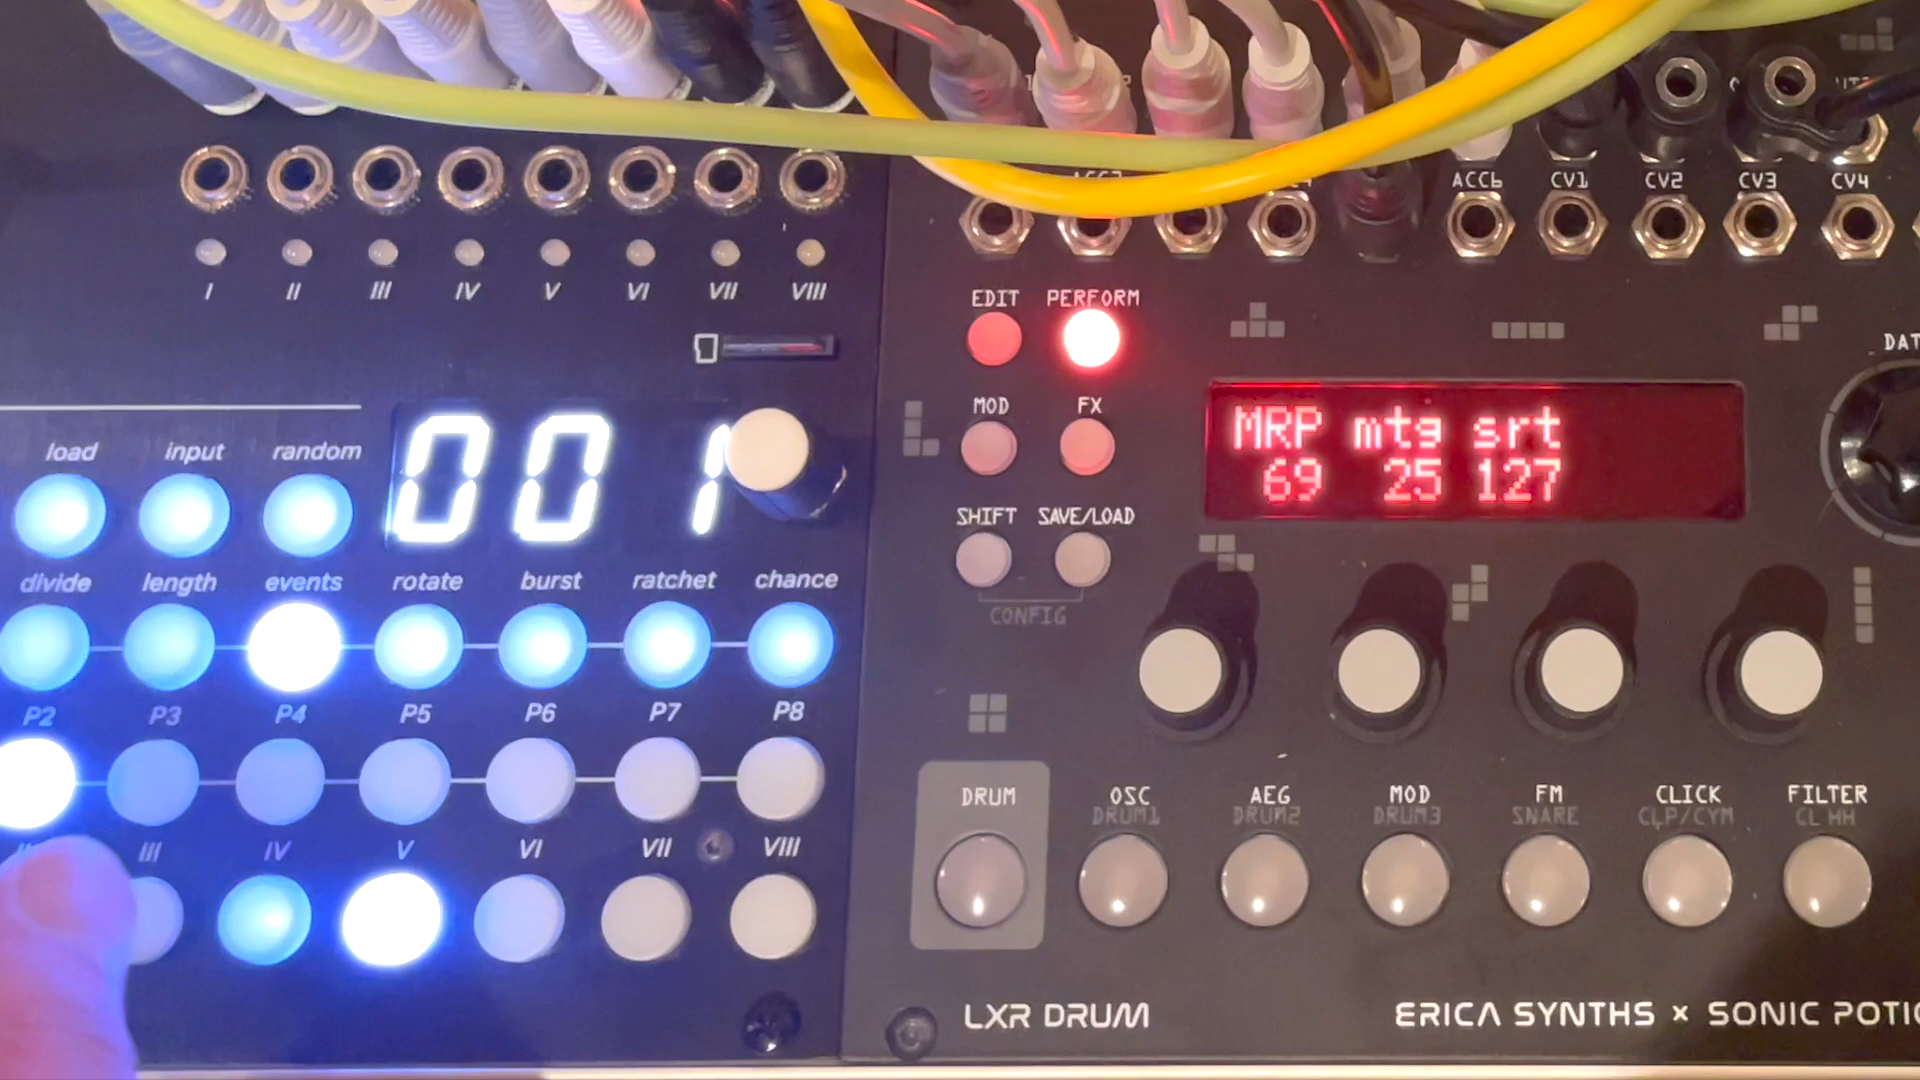 ACC6 CV1 CV2 CV3 CV4
I II III IV V VI VII VIII
load input random
001
divide length events rotate burst ratchet chance
P2 P3 P4 P5 P6 P7 P8
III IV V VI VII VIII
EDIT PERFORM
MOD FX
SHIFT SAVE/LOAD
CONFIG
MRP mtg srt
69 25 127
DRUM OSC AEG MOD FM CLICK FILTER
DRUM1 DRUM2 DRUM3 SNARE CLP/CYM CL HH
LXR DRUM
ERICA SYNTHS x SONIC